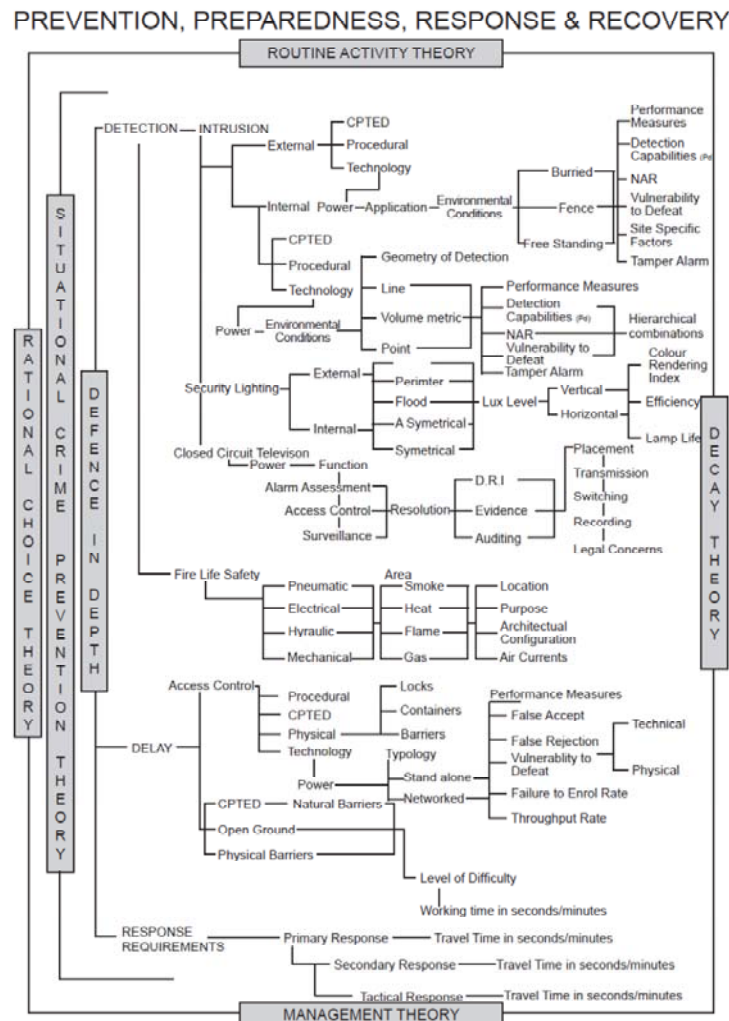 PREVENTION, PREPAREDNESS, RESPONSE & RECOVERY
ROUTINE ACTIVITY THEORY
RATIONAL CHOICE THEORY
SITUATIONAL CRIME PREVENTION THEORY
DEFENCE IN DEPTH
DECAY THEORY
DETECTION
INTRUSION
External
CPTED
Procedural
Technology
Internal
Power
Application
Environmental
Conditions
Burried
Fence
Free Standing
Performance
Measures
Detection
Capabilities (Pd)
NAR
Vulnerability
to Defeat
Site Specific
Factors
Tamper Alarm
CPTED
Procedural
Technology
Power
Environmental
Conditions
Geometry of Detection
Line
Volume metric
Point
Performance Measures
Detection
Capabilities (Pd)
NAR
Vulnerability to
Defeat
Tamper Alarm
Hierarchical
combinations
Security Lighting
External
Internal
Perimter
Flood
A Symetrical
Symetrical
Lux Level
Vertical
Horizontal
Colour
Rendering
Index
Efficiency
Lamp Life
Closed Circuit Televison
Power
Function
Alarm Assessment
Access Control
Surveillance
Resolution
D.R.I
Evidence
Auditing
Placement
Transmission
Switching
Recording
Legal Concerns
Fire Life Safety
Pneumatic
Electrical
Hyraulic
Mechanical
Area
Smoke
Heat
Flame
Gas
Location
Purpose
Architectual
Configuration
Air Currents
DELAY
Access Control
Procedural
CPTED
Physical
Technology
Locks
Containers
Barriers
Power
Typology
Stand alone
Networked
Performance Measures
False Accept
False Rejection
Vulnerablity to
Defeat
Failure to Enrol Rate
Throughput Rate
Technical
Physical
CPTED
Natural Barriers
Open Ground
Physical Barriers
Level of Difficulty
Working time in seconds/minutes
RESPONSE
REQUIREMENTS
Primary Response
Travel Time in seconds/minutes
Secondary Response
Travel Time in seconds/minutes
Tactical Response
Travel Time in seconds/minutes
MANAGEMENT THEORY